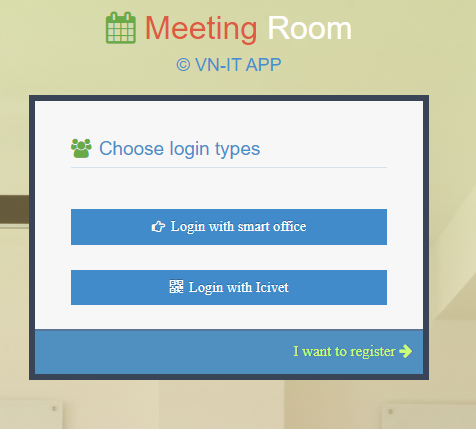 Meeting Room
© VN-IT APP
Choose login types
Login with smart office
Login with Icivet
I want to register